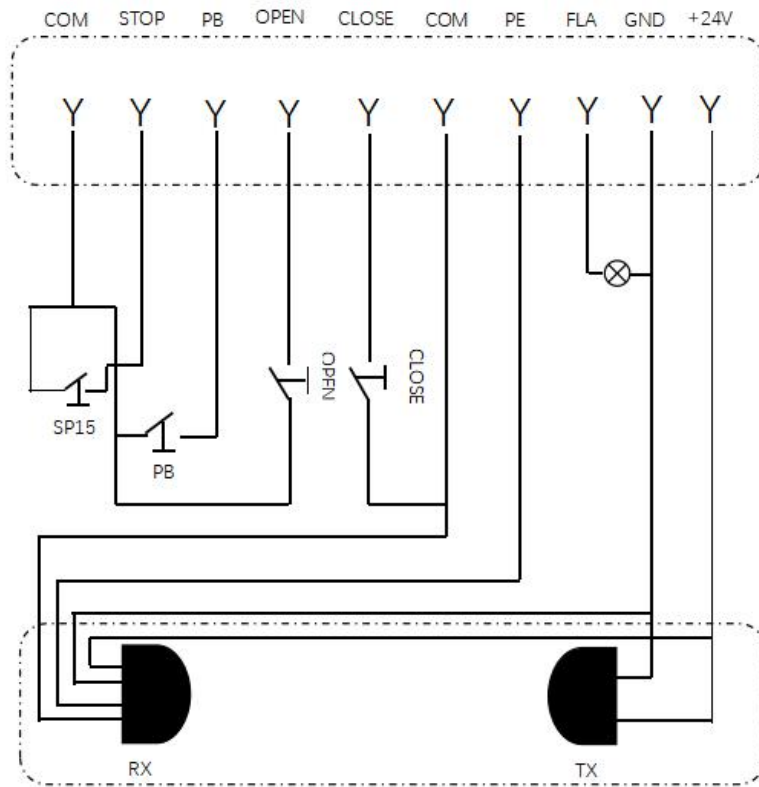 COM STOP PB OPEN CLOSE COM PE FLA GND +24V
OPEN
CLOSE
SP15
PB
RX
TX